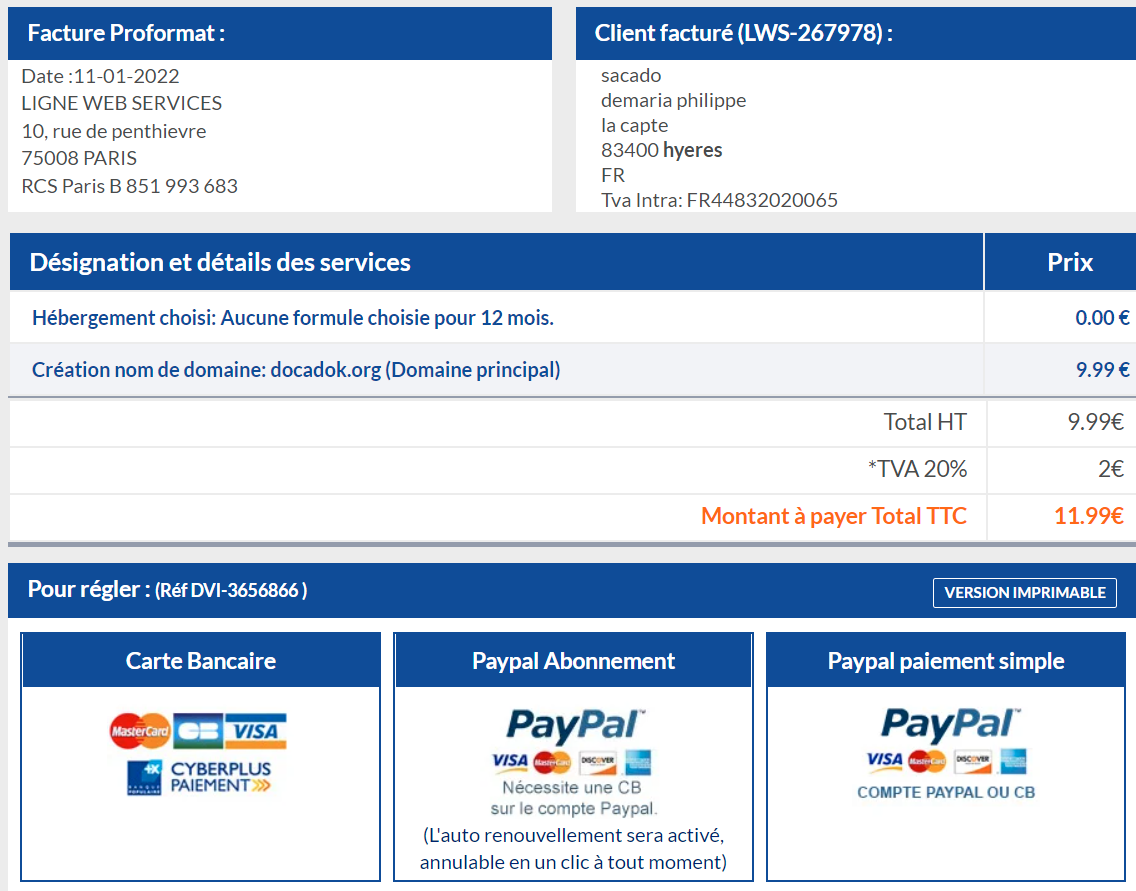 Facture Proformat :
Date :11-01-2022
LIGNE WEB SERVICES
10, rue de penthievre
75008 PARIS
RCS Paris B 851 993 683
Client facturé (LWS-267978) :
sacado
demaria philippe
la capte
83400 hyeres
FR
Tva Intra: FR44832020065
Désignation et détails des services Prix
Hébergement choisi: Aucune formule choisie pour 12 mois. 0.00 €
Création nom de domaine: docadok.org (Domaine principal) 9.99 €
Total HT 9.99€
*TVA 20% 2€
Montant à payer Total TTC 11.99€
Pour régler : (Réf DVI-3656866 ) VERSION IMPRIMABLE
Carte Bancaire
MasterCard CB VISA
BANQUE POPULAIRE CYBERPLUS
PAIEMENT
Paypal Abonnement
PayPal™
VISA MasterCard DISCOVER
Nécessite une CB
sur le compte Paypal.
(L'auto renouvellement sera activé,
annulable en un clic à tout moment)
Paypal paiement simple
PayPal™
VISA MasterCard DISCOVER
COMPTE PAYPAL OU CB